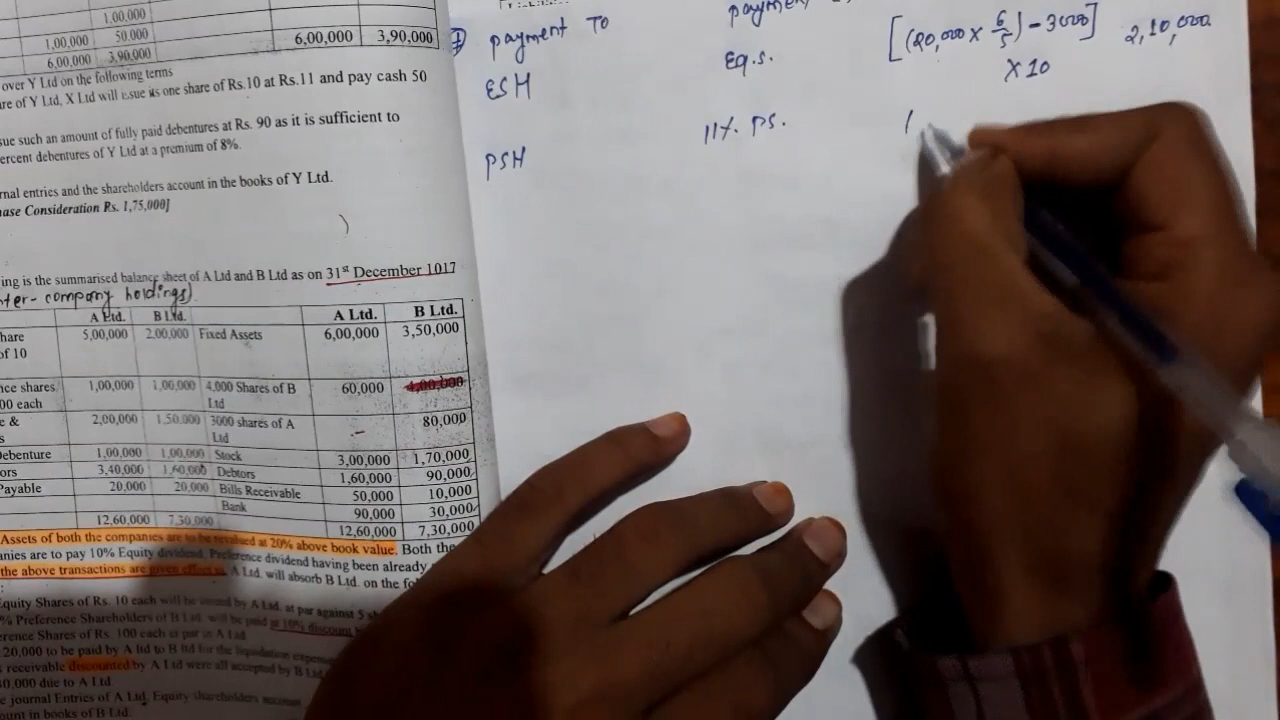 1,00,000
1,00,000 50.000 6,00,000 3,90,000
6,00,000 3,90,000
over Y Ltd on the following terms
are of Y Ltd, X Ltd will issue its one share of Rs.10 at Rs.11 and pay cash 50
sue such an amount of fully paid debentures at Rs. 90 as it is sufficient to
ercent debentures of Y Ltd at a premium of 8%.
rnal entries and the shareholders account in the books of Y Ltd.
hase Consideration Rs. 1,75,000]
ing is the summarised balance sheet of A Ltd and B Ltd as on 31st December 1017
ter-company holdings)
A Ltd. B Ltd. A Ltd. B Ltd.
hare 5,00,000 2,00,000 Fixed Assets 6,00,000 3,50,000
of 10
nce shares 1,00,000 1,00,000 4,000 Shares of B 60,000 4,00,000
00 each Ltd
e & 2,00,000 1,50,000 3000 shares of A - 80,000
s Ltd
Debenture 1,00,000 1,00,000 Stock 3,00,000 1,70,000
ors 3,40,000 1,60,000 Debtors 1,60,000 90,000
Payable 20,000 20,000 Bills Receivable 50,000 10,000
Bank 90,000 30,000
12,60,000 7,30,000 12,60,000 7,30,000
Assets of both the companies are to be revalued at 20% above book value. Both the
anies are to pay 10% Equity dividend, Preference dividend having been already
the above transactions are given effect to, A Ltd. will absorb B Ltd. on the fo
:
Equity Shares of Rs. 10 each will be issued by A Ltd. at par against 5 sh
% Preference Shareholders of B Ltd. will be paid at 10% discount
erence Shares of Rs. 100 each at par in A Ltd
20,000 to be paid by A ltd to B ltd for the liquidation expens
receivable discounted by A Ltd were all accepted by B Ltd
0,000 due to A Ltd
e journal Entries of A Ltd, Equity shareholders account
ount in books of B Ltd.
payment To payment
ESH Eq.s. [(20,000 x 6/5) - 3000] 2,10,000
x 10
PSH 11%. ps. (